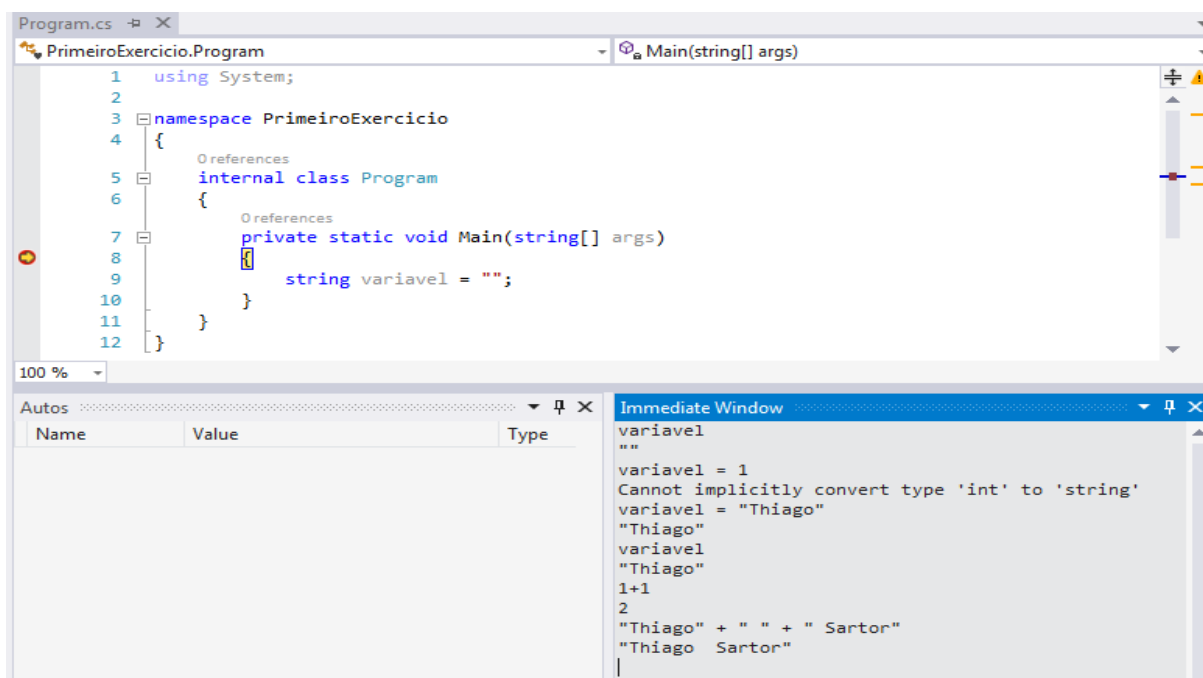 Program.cs
PrimeiroExercicio.Program Main(string[] args)
1 using System;
2
3 namespace PrimeiroExercicio
4 {
0 references
5 internal class Program
6 {
0 references
7 private static void Main(string[] args)
8 {
9 string variavel = "";
10 }
11 }
12 }
100 %
Autos
Name Value Type
Immediate Window
variavel
""
variavel = 1
Cannot implicitly convert type 'int' to 'string'
variavel = "Thiago"
"Thiago"
variavel
"Thiago"
1+1
2
"Thiago" + " " + " Sartor"
"Thiago  Sartor"